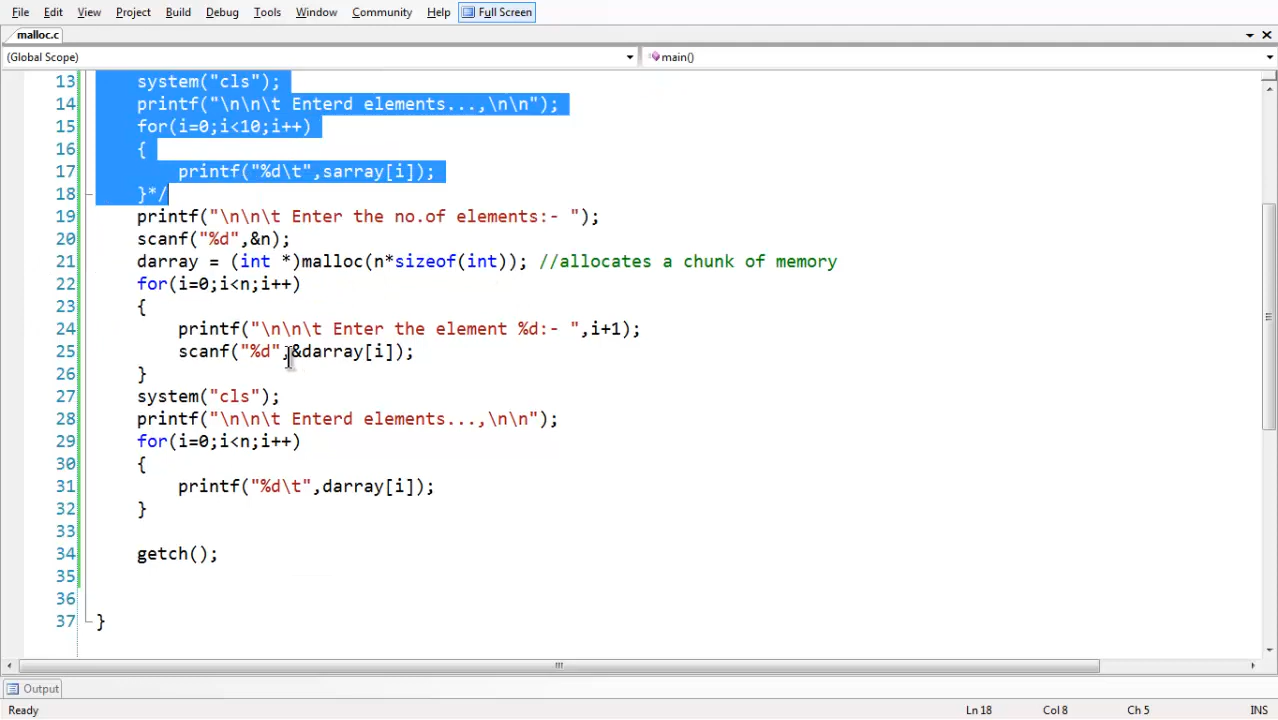 File Edit View Project Build Debug Tools Window Community Help Full Screen
malloc.c
(Global Scope) main()
13 system("cls");
14 printf("\n\n\t Enterd elements...,\n\n");
15 for(i=0;i<10;i++)
16 {
17 printf("%d\t",sarray[i]);
18 }*/
19 printf("\n\n\t Enter the no.of elements:- ");
20 scanf("%d",&n);
21 darray = (int *)malloc(n*sizeof(int)); //allocates a chunk of memory
22 for(i=0;i<n;i++)
23 {
24 printf("\n\n\t Enter the element %d:- ",i+1);
25 scanf("%d",&darray[i]);
26 }
27 system("cls");
28 printf("\n\n\t Enterd elements...,\n\n");
29 for(i=0;i<n;i++)
30 {
31 printf("%d\t",darray[i]);
32 }
33
34 getch();
35
36
37 }
Output
Ready Ln 18 Col 8 Ch 5 INS